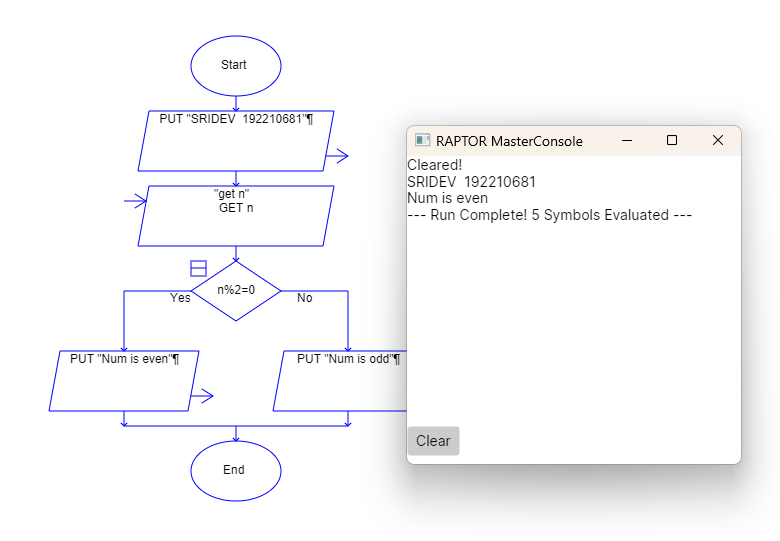 Start
PUT "SRIDEV  192210681"¶
"get n"
GET n
n%2=0
Yes
No
PUT "Num is even"¶
PUT "Num is odd"¶
End
RAPTOR MasterConsole
Cleared!
SRIDEV  192210681
Num is even
--- Run Complete! 5 Symbols Evaluated ---
Clear